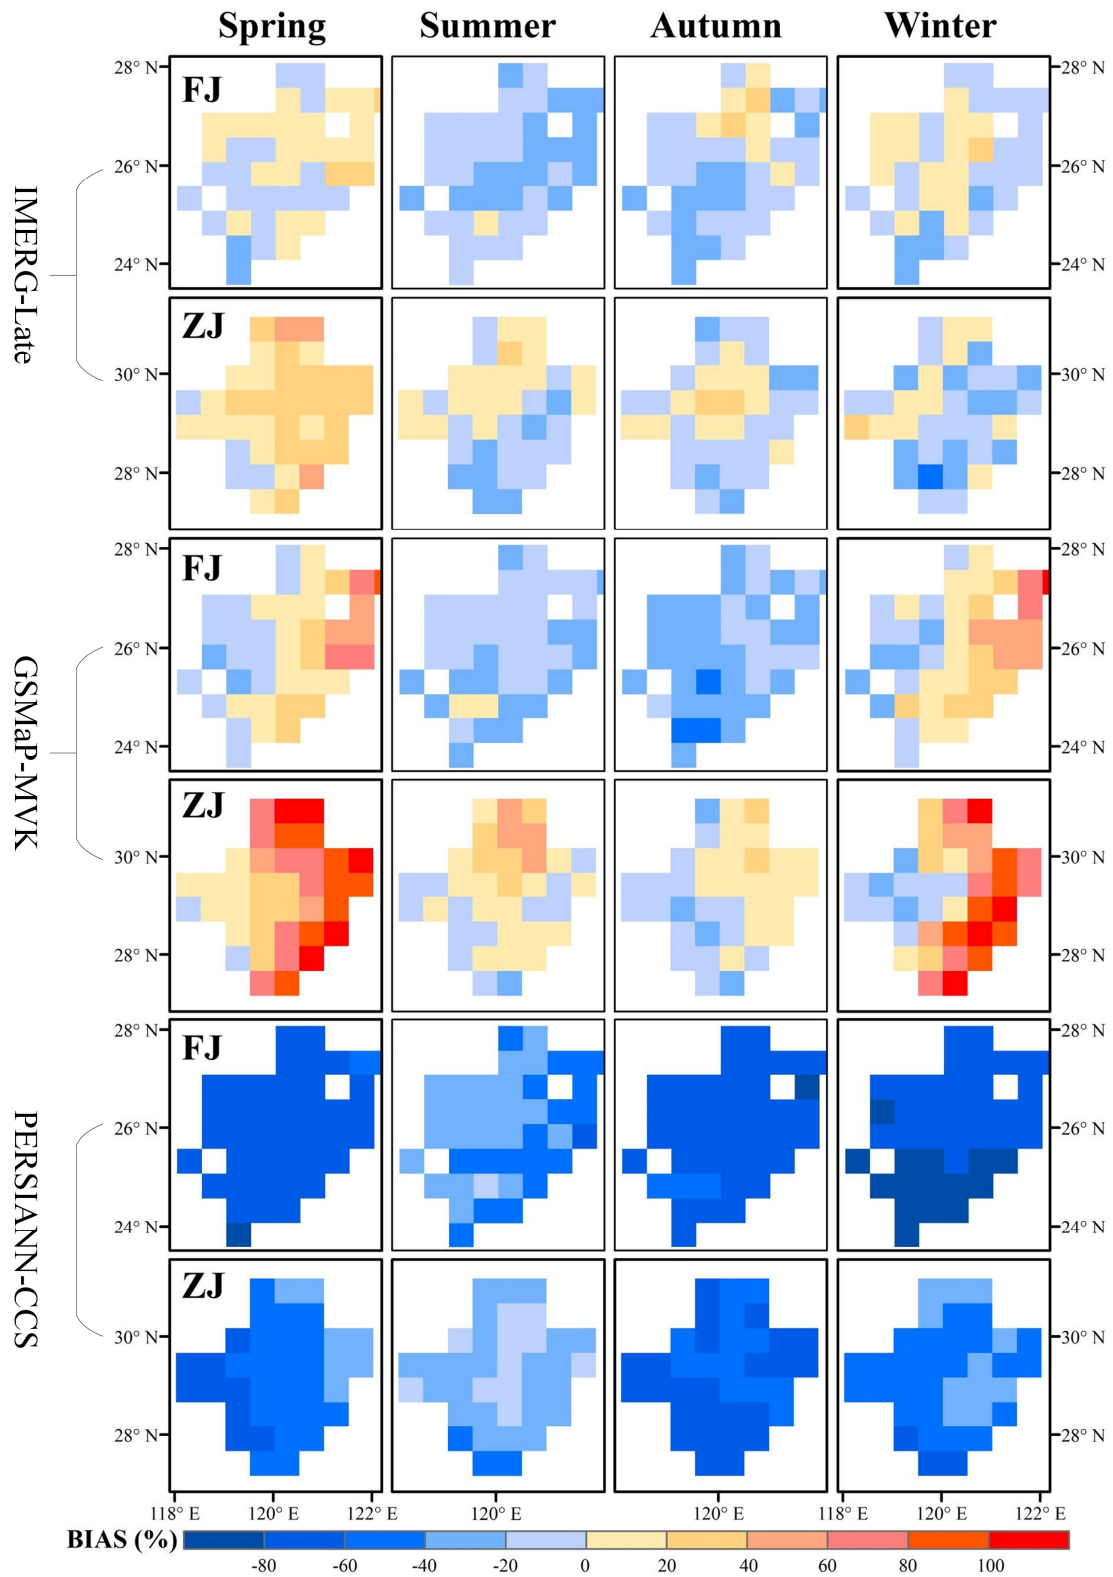 Spring Summer Autumn Winter
28° N FJ 28° N
26° N 26° N
24° N 24° N
IMERG-Late
ZJ
30° N 30° N
28° N 28° N
28° N FJ 28° N
26° N 26° N
24° N 24° N
GSMaP-MVK
ZJ
30° N 30° N
28° N 28° N
28° N FJ 28° N
26° N 26° N
24° N 24° N
PERSIANN-CCS
ZJ
30° N 30° N
28° N 28° N
118° E 120° E 122° E 120° E 120° E 118° E 120° E 122° E
BIAS (%)
-80 -60 -40 -20 0 20 40 60 80 100